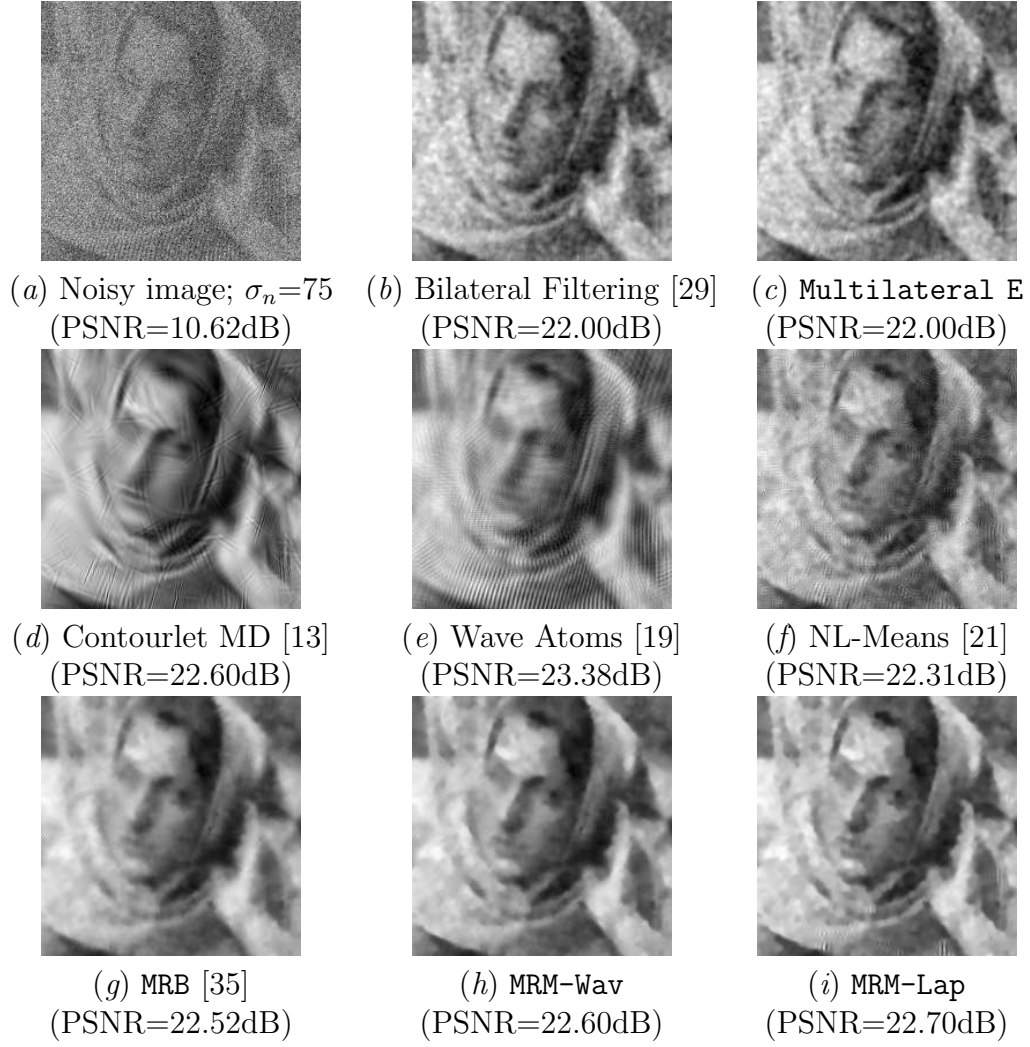 (a) Noisy image; σₙ=75 (b) Bilateral Filtering [29] (c) Multilateral E
(PSNR=10.62dB) (PSNR=22.00dB) (PSNR=22.00dB)
(d) Contourlet MD [13] (e) Wave Atoms [19] (f) NL-Means [21]
(PSNR=22.60dB) (PSNR=23.38dB) (PSNR=22.31dB)
(g) MRB [35] (h) MRM-Wav (i) MRM-Lap
(PSNR=22.52dB) (PSNR=22.60dB) (PSNR=22.70dB)